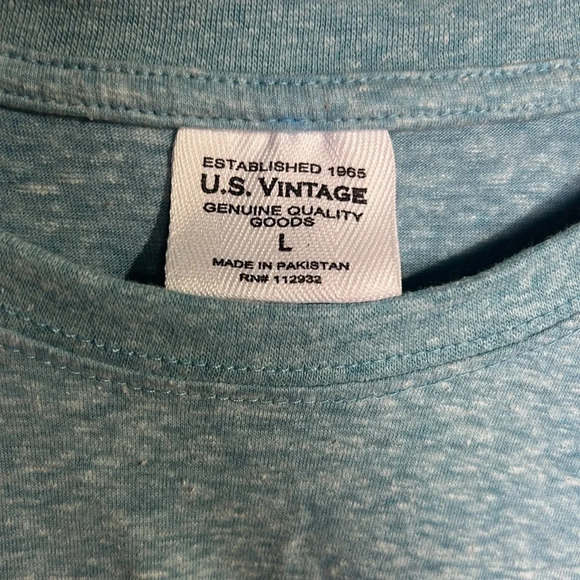 ESTABLISHED 1965
U.S. VINTAGE
GENUINE QUALITY
GOODS
L
MADE IN PAKISTAN
RN# 112932